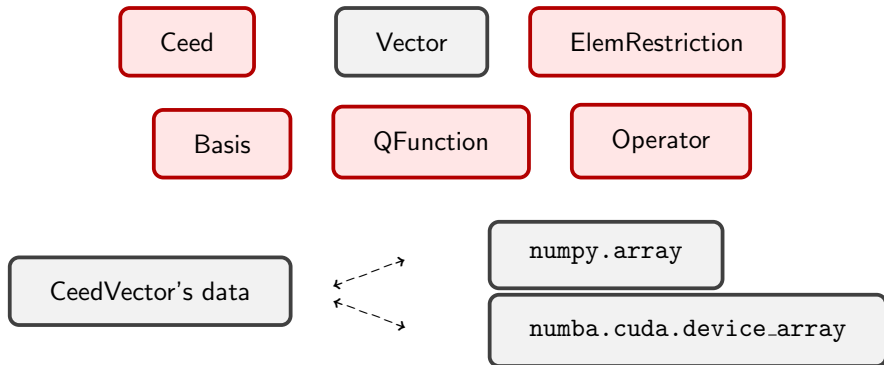 Ceed Vector ElemRestriction
Basis QFunction Operator
numpy.array
CeedVector's data
numba.cuda.device_array